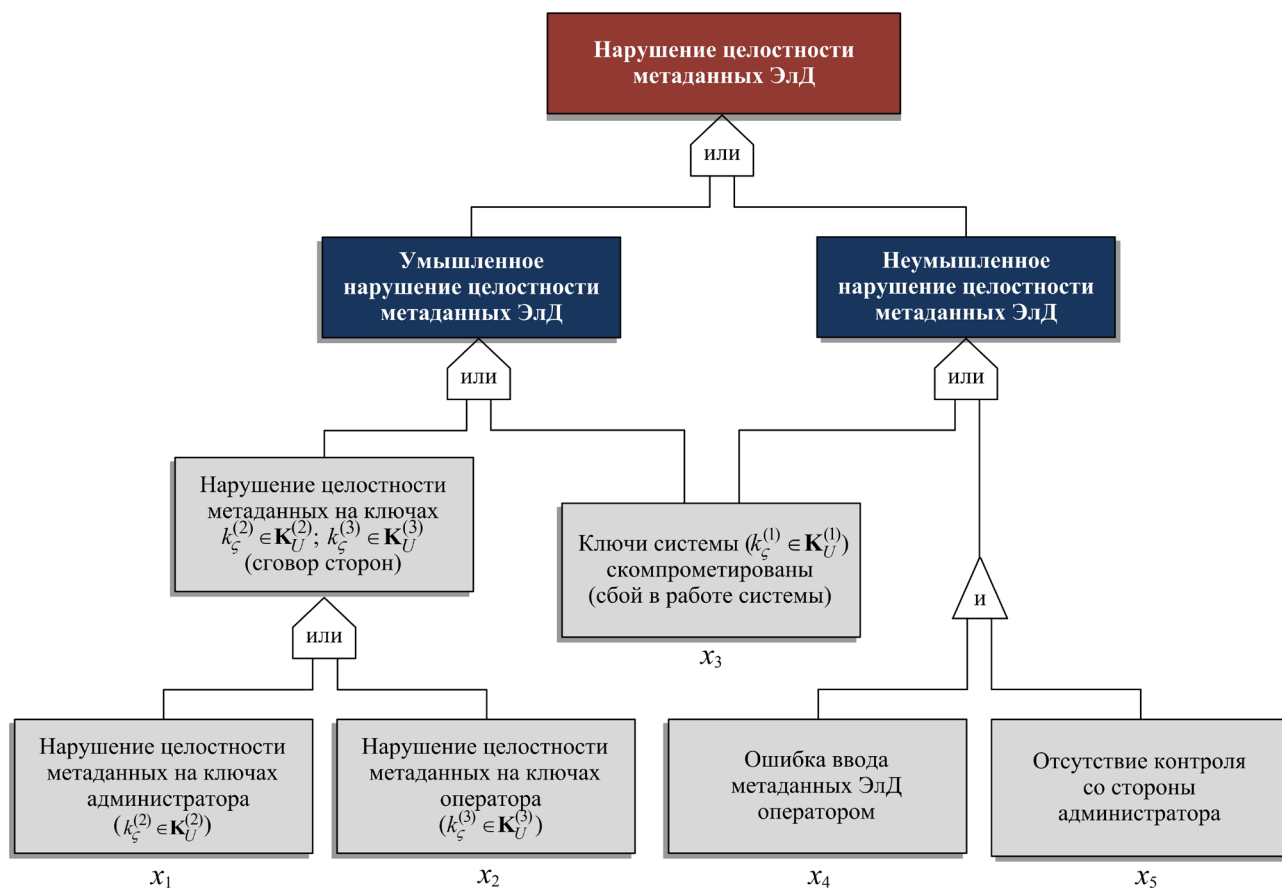 Нарушение целостности
метаданных ЭлД
или
Умышленное
нарушение целостности
метаданных ЭлД
Неумышленное
нарушение целостности
метаданных ЭлД
или
или
Нарушение целостности
метаданных на ключах
k_ς^(2) ∈ K_U^(2); k_ς^(3) ∈ K_U^(3)
(сговор сторон)
Ключи системы (k_ς^(1) ∈ K_U^(1))
скомпрометированы
(сбой в работе системы)
x₃
или
и
Нарушение целостности
метаданных на ключах
администратора
(k_ς^(2) ∈ K_U^(2))
x₁
Нарушение целостности
метаданных на ключах
оператора
(k_ς^(3) ∈ K_U^(3))
x₂
Ошибка ввода
метаданных ЭлД
оператором
x₄
Отсутствие контроля
со стороны
администратора
x₅